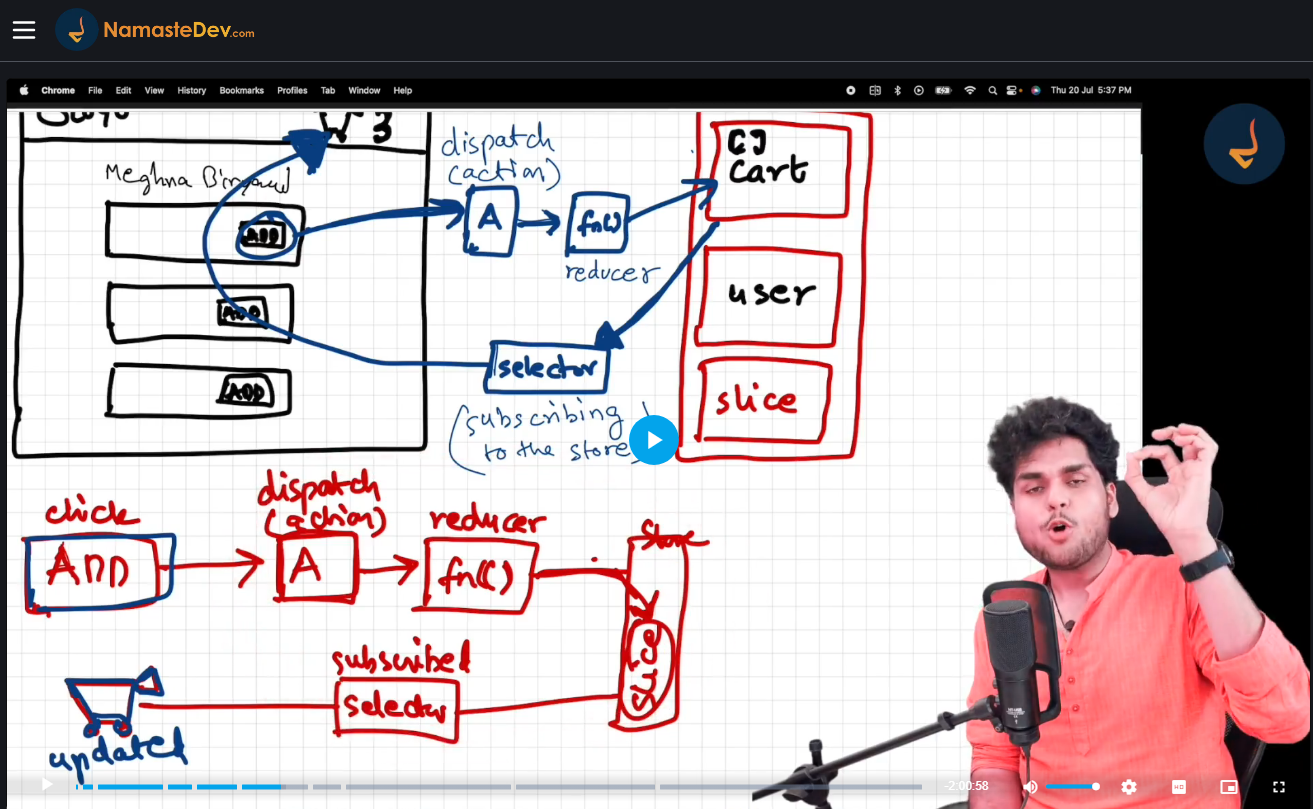 NamasteDev.com
Chrome File Edit View History Bookmarks Profiles Tab Window Help
Thu 20 Jul 5:37 PM
3
dispatch
(action)
Meghna
ADD
A
fn()
reducer
Cart
user
ADD
selector
(subscribing
to the store
ADD
slice
click
dispatch
(action)
reducer
Store
ADD
A
fn()
slice
subscribed
selector
updated
-2:00:58
HD